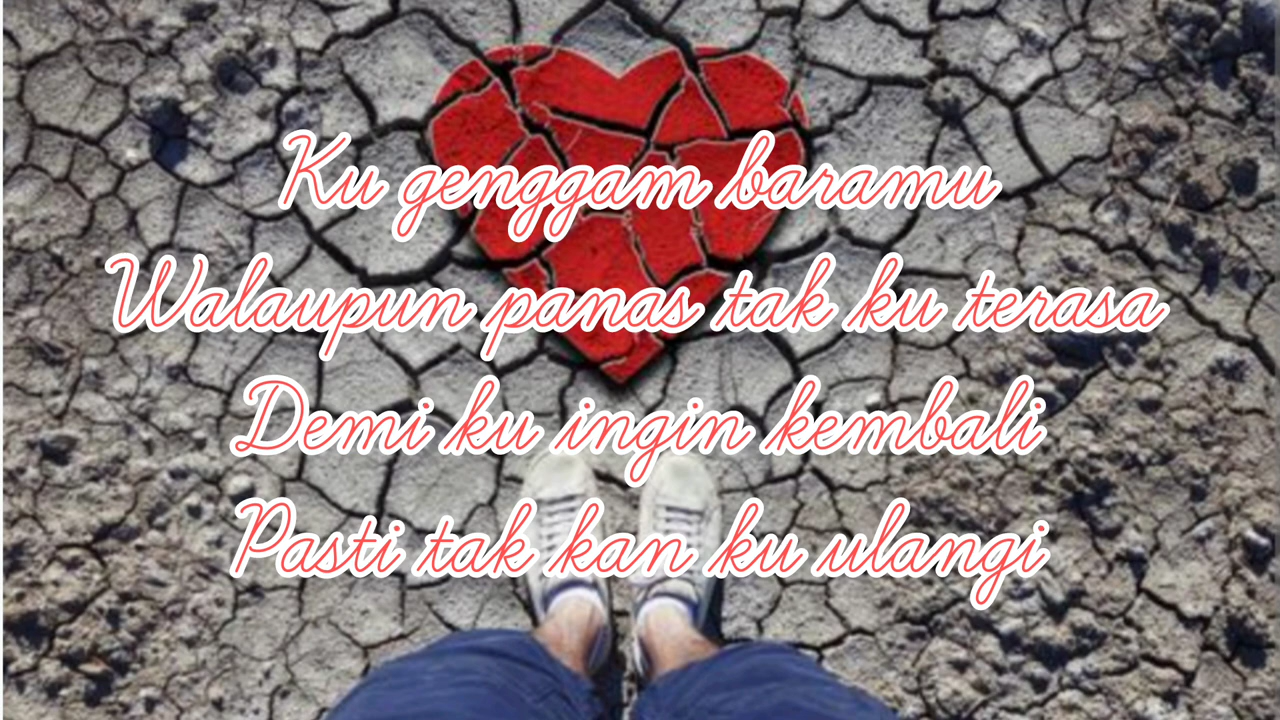 Ku genggam baramu
Walaupun panas tak ku terasa
Demi ku ingin kembali
Pasti tak kan ku ulangi